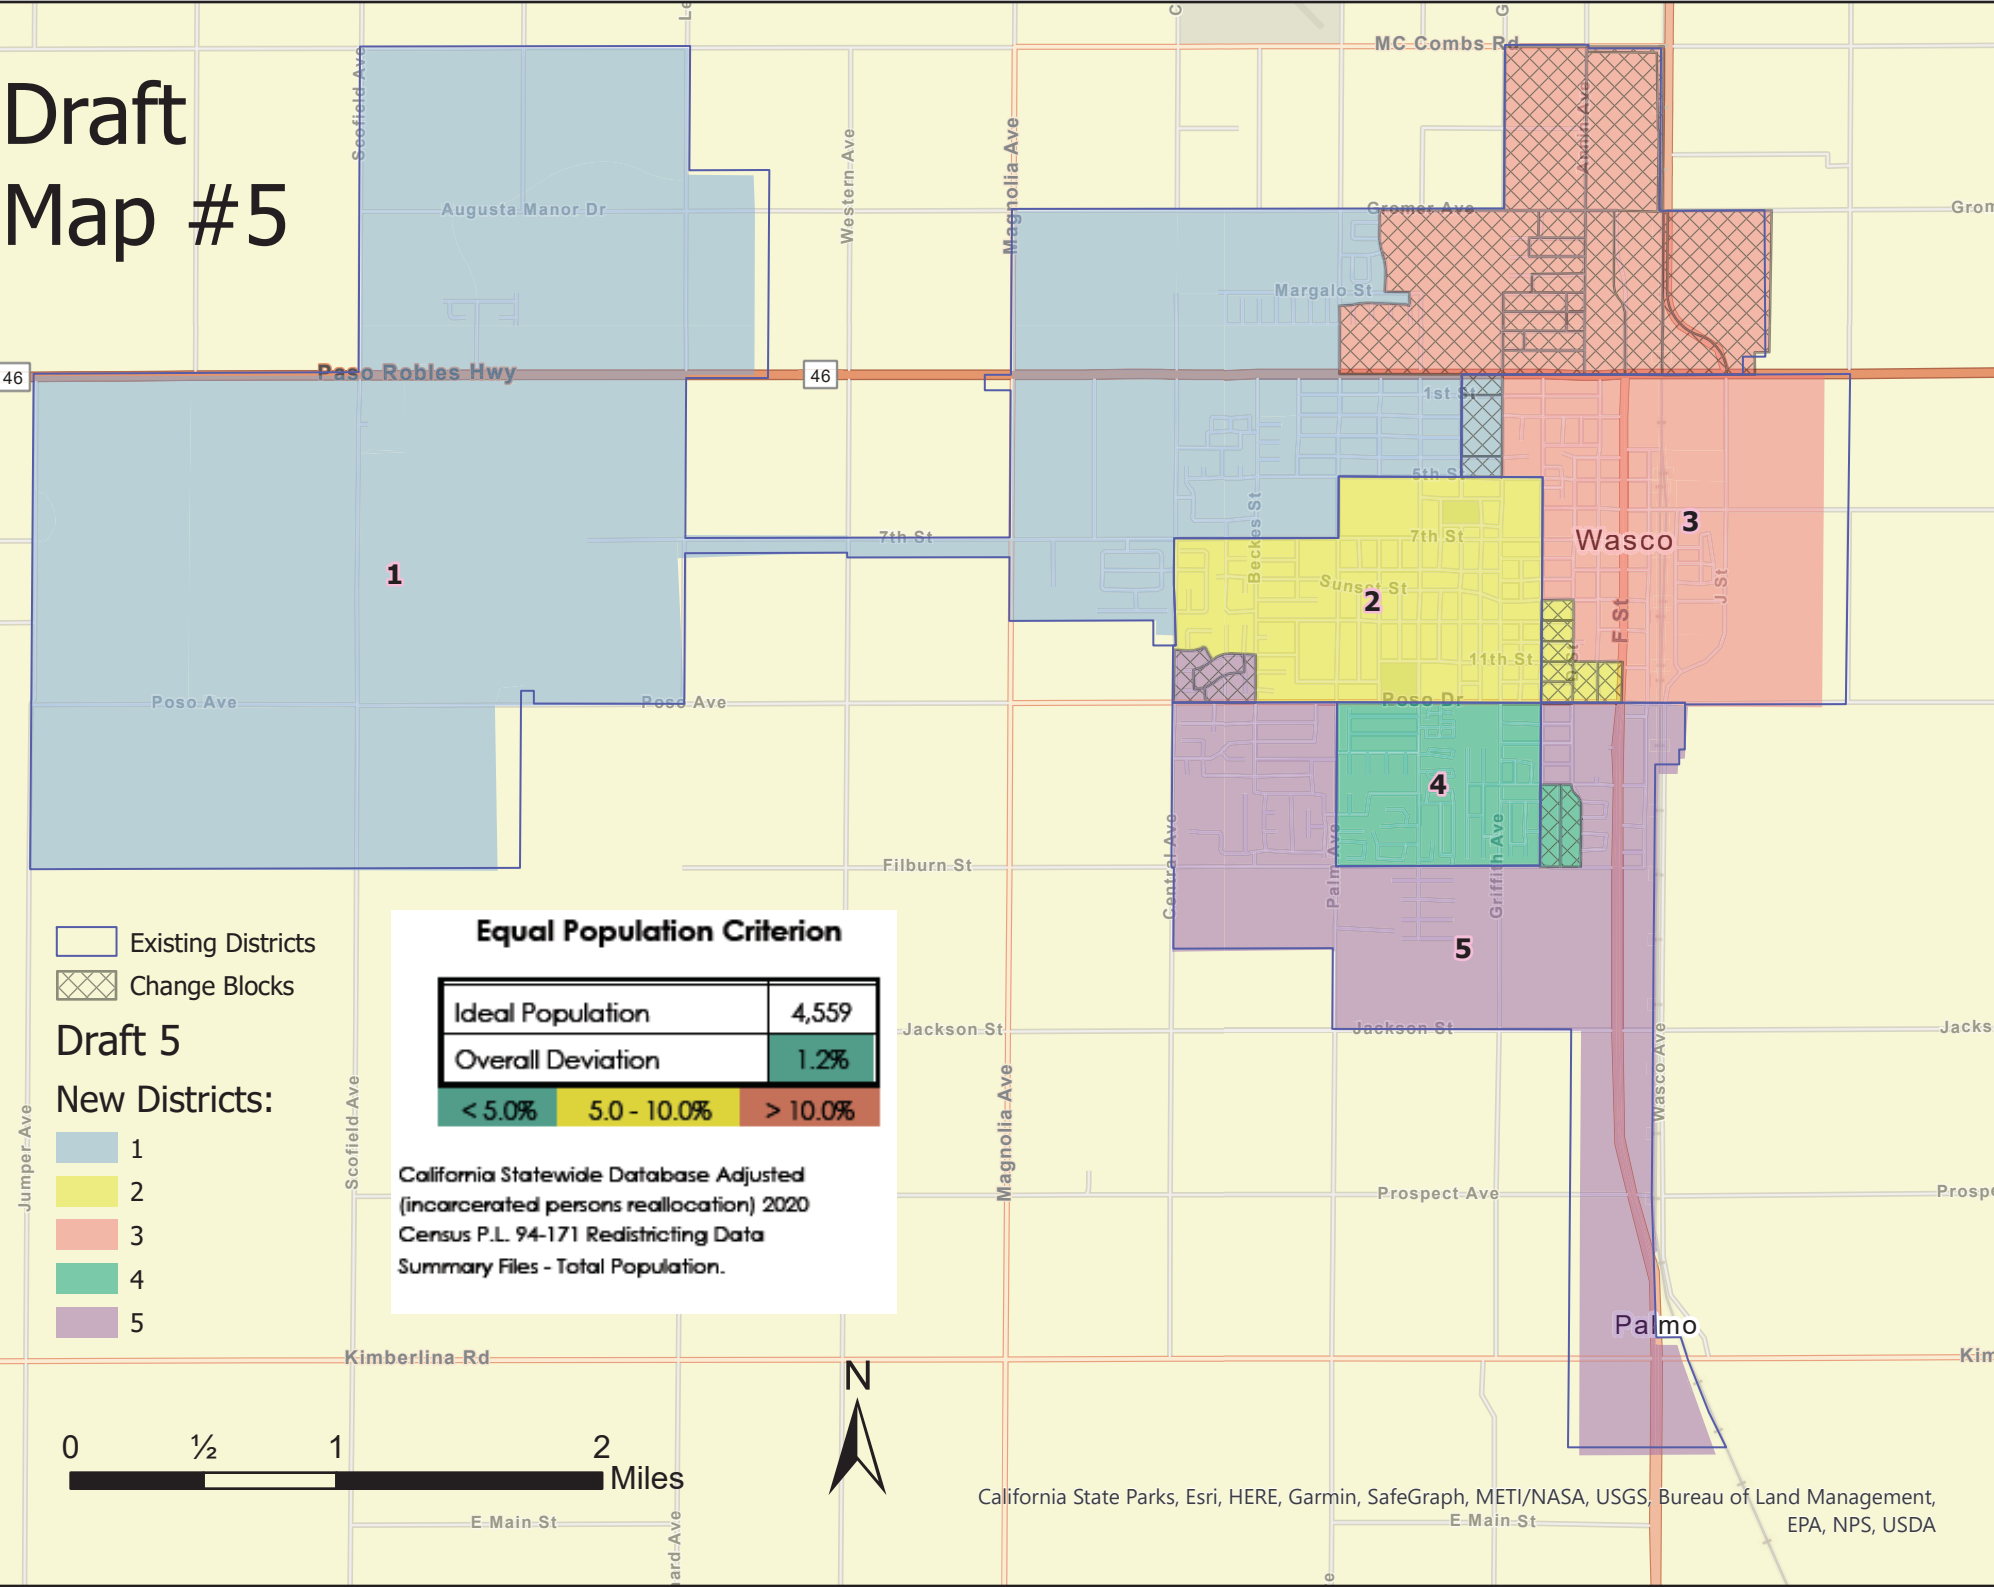 Draft
Map #5
MC Combs Rd
Scofield Ave
Western Ave
Magnolia Ave
Annin Ave
Augusta Manor Dr
Gromer Ave
Grom
Margalo St
46
Paso Robles Hwy
46
1st St
5th St
Beckes St
7th St
7th St
Wasco
3
1
Sunset St
2
F St
J St
11th St
Poso Ave
Poso Ave
Poso Dr
4
Central Ave
Palm Ave
Griffith Ave
Filburn St
5
Existing Districts
Change Blocks
Draft 5
New Districts:
1
2
3
4
5
Equal Population Criterion
Ideal Population 4,559
Overall Deviation 1.2%
< 5.0% 5.0 - 10.0% > 10.0%
California Statewide Database Adjusted
(incarcerated persons reallocation) 2020
Census P.L. 94-171 Redistricting Data
Summary Files - Total Population.
Jackson St
Jackson St
Jacks
Wasco Ave
Jumper Ave
Scofield Ave
Magnolia Ave
Prospect Ave
Prospe
Palmo
Kimberlina Rd
Kim
N
0 ½ 1 2
Miles
E Main St
ard Ave
E Main St
California State Parks, Esri, HERE, Garmin, SafeGraph, METI/NASA, USGS, Bureau of Land Management,
EPA, NPS, USDA